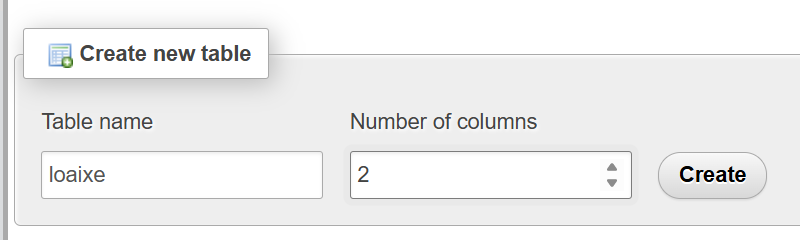 Create new table
Table name
Number of columns
loaixe
2
Create